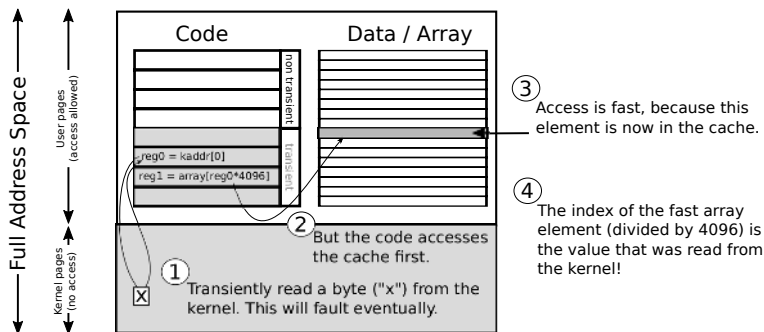 Full Address Space
User pages
(access allowed)
Kernel pages
(no access)
Code
Data / Array
non transient
transient
reg0 = kaddr[0]
reg1 = array[reg0*4096]
1
Transiently read a byte ("x") from the
kernel. This will fault eventually.
X
2
But the code accesses
the cache first.
3
Access is fast, because this
element is now in the cache.
4
The index of the fast array
element (divided by 4096) is
the value that was read from
the kernel!